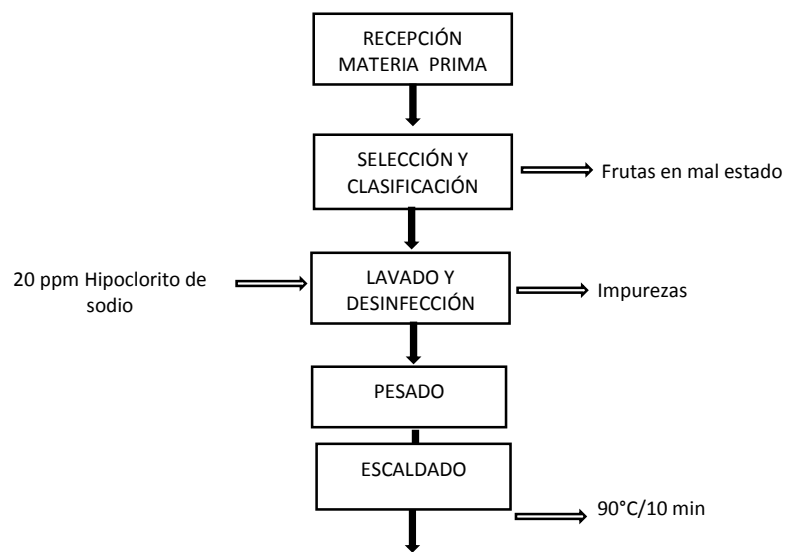 RECEPCIÓN
MATERIA PRIMA
SELECCIÓN Y
CLASIFICACIÓN
Frutas en mal estado
20 ppm Hipoclorito de
sodio
LAVADO Y
DESINFECCIÓN
Impurezas
PESADO
ESCALDADO
90°C/10 min